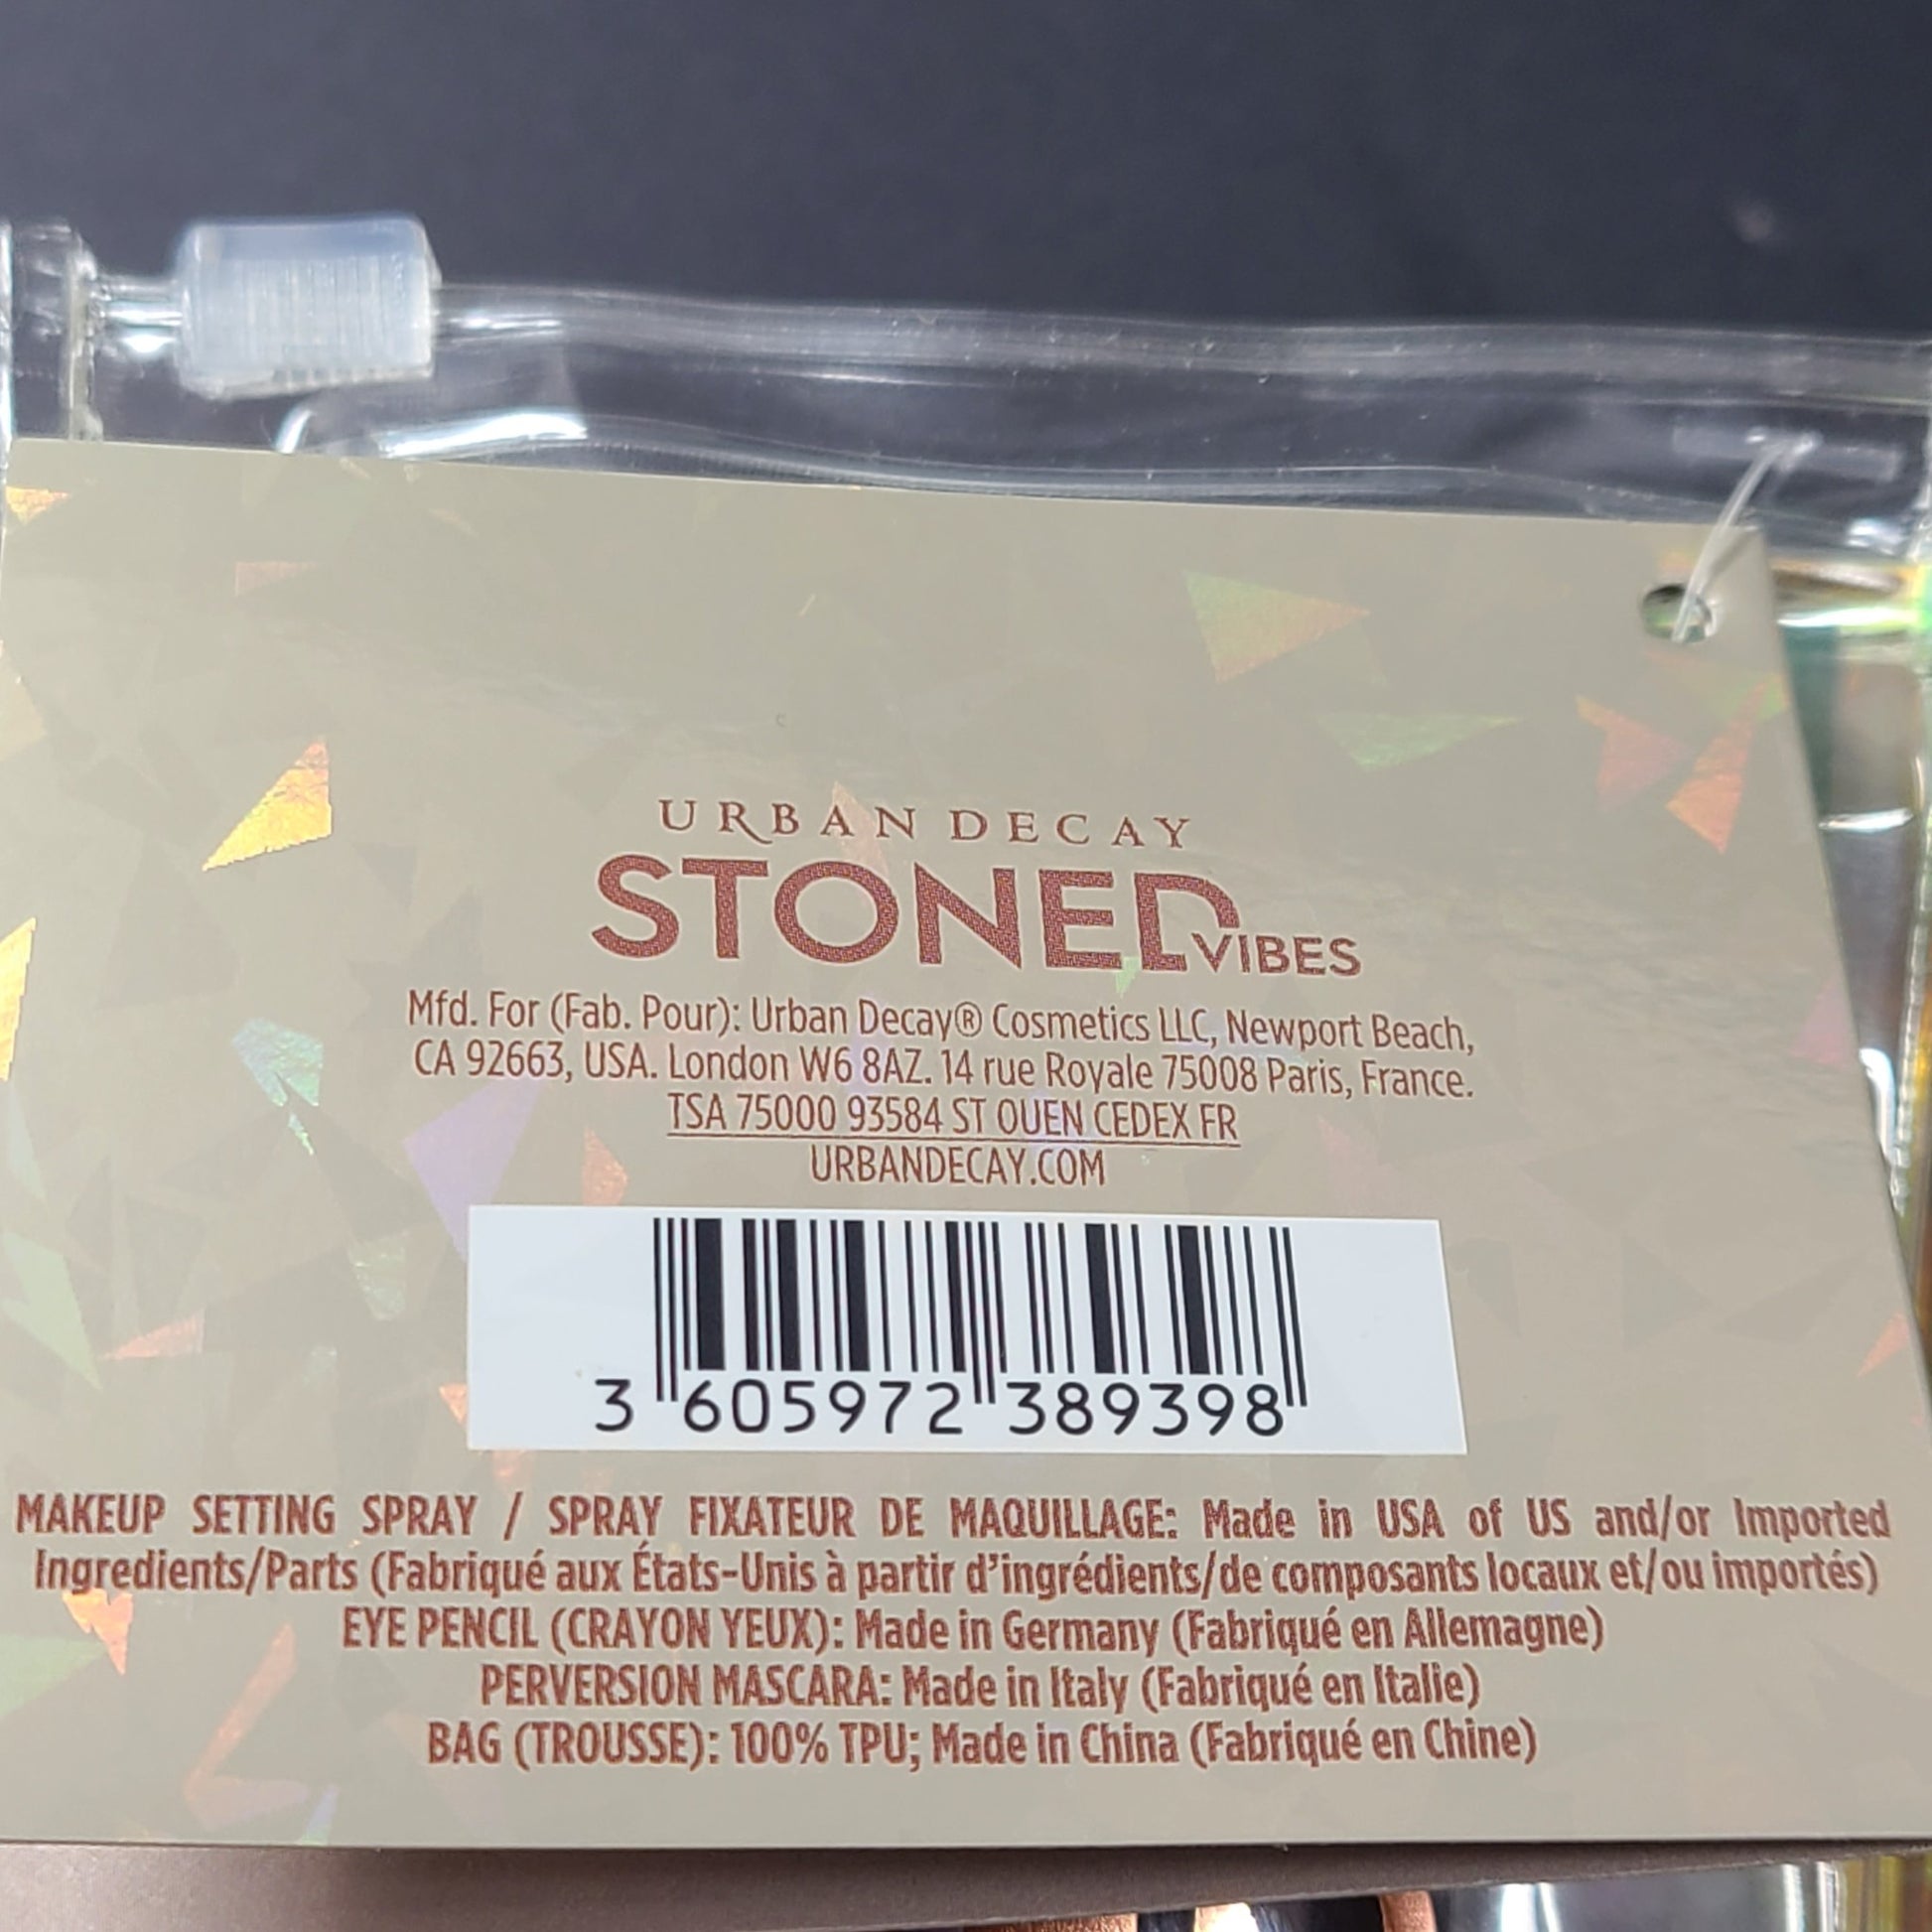 URBAN DECAY
STONED VIBES
Mfd. For (Fab. Pour): Urban Decay® Cosmetics LLC, Newport Beach,
CA 92663, USA. London W6 8AZ. 14 rue Royale 75008 Paris, France.
TSA 75000 93584 ST OUEN CEDEX FR
URBANDECAY.COM
3 605972 389398
MAKEUP SETTING SPRAY / SPRAY FIXATEUR DE MAQUILLAGE: Made in USA of US and/or Imported
Ingredients/Parts (Fabriqué aux États-Unis à partir d'ingrédients/de composants locaux et/ou importés)
EYE PENCIL (CRAYON YEUX): Made in Germany (Fabriqué en Allemagne)
PERVERSION MASCARA: Made in Italy (Fabriqué en Italie)
BAG (TROUSSE): 100% TPU; Made in China (Fabriqué en Chine)